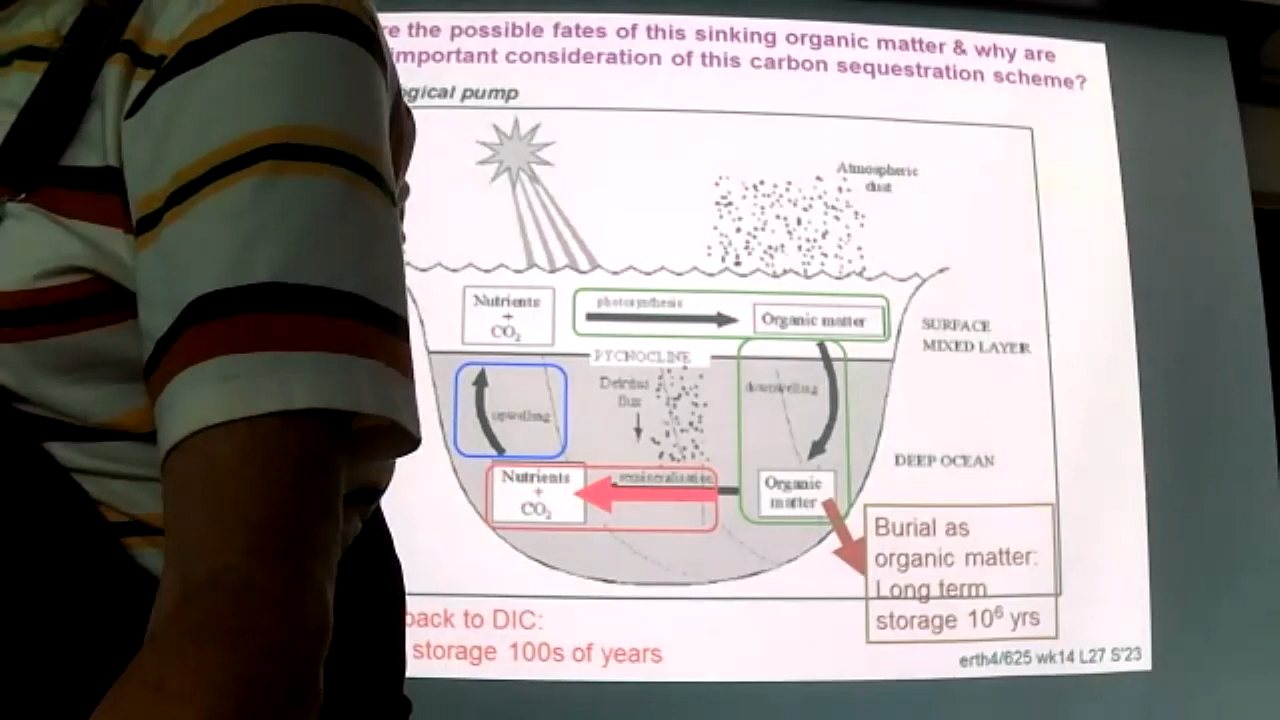 re the possible fates of this sinking organic matter & why are
important consideration of this carbon sequestration scheme?
ogical pump
Atmospheric
dust
Nutrients
+
CO2
photosynthesis
Organic matter
SURFACE
MIXED LAYER
PYCNOCLINE
Detritus
flux
downwelling
upwelling
DEEP OCEAN
Nutrients
+
CO2
remineralisation
Organic
matter
Burial as
organic matter:
Long term
storage 10⁶ yrs
back to DIC:
storage 100s of years
erth4/625 wk14 L27 S'23